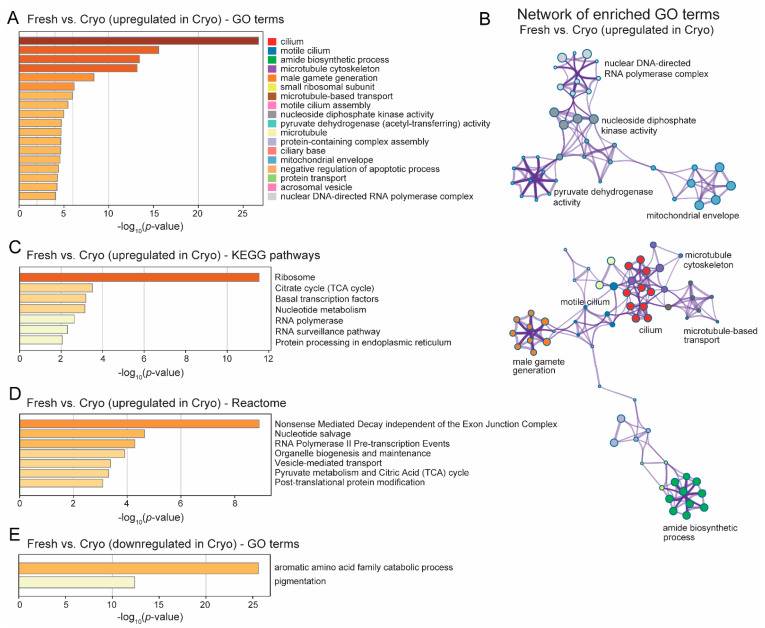 A
Fresh vs. Cryo (upregulated in Cryo) - GO terms
cilium
motile cilium
amide biosynthetic process
microtubule cytoskeleton
male gamete generation
small ribosomal subunit
microtubule-based transport
motile cilium assembly
nucleoside diphosphate kinase activity
pyruvate dehydrogenase (acetyl-transferring) activity
microtubule
protein-containing complex assembly
ciliary base
mitochondrial envelope
negative regulation of apoptotic process
protein transport
acrosomal vesicle
nuclear DNA-directed RNA polymerase complex
0 5 10 15 20 25
-log10(p-value)
B
Network of enriched GO terms
Fresh vs. Cryo (upregulated in Cryo)
nuclear DNA-directed
RNA polymerase complex
nucleoside diphosphate
kinase activity
pyruvate dehydrogenase
activity
mitochondrial envelope
microtubule
cytoskeleton
motile cilium
cilium
microtubule-based
transport
male gamete
generation
amide biosynthetic
process
C
Fresh vs. Cryo (upregulated in Cryo) - KEGG pathways
Ribosome
Citrate cycle (TCA cycle)
Basal transcription factors
Nucleotide metabolism
RNA polymerase
RNA surveillance pathway
Protein processing in endoplasmic reticulum
0 2 4 6 8 10 12
-log10(p-value)
D
Fresh vs. Cryo (upregulated in Cryo) - Reactome
Nonsense Mediated Decay independent of the Exon Junction Complex
Nucleotide salvage
RNA Polymerase II Pre-transcription Events
Organelle biogenesis and maintenance
Vesicle-mediated transport
Pyruvate metabolism and Citric Acid (TCA) cycle
Post-translational protein modification
0 2 4 6 8
-log10(p-value)
E
Fresh vs. Cryo (downregulated in Cryo) - GO terms
aromatic amino acid family catabolic process
pigmentation
0 5 10 15 20 25
-log10(p-value)